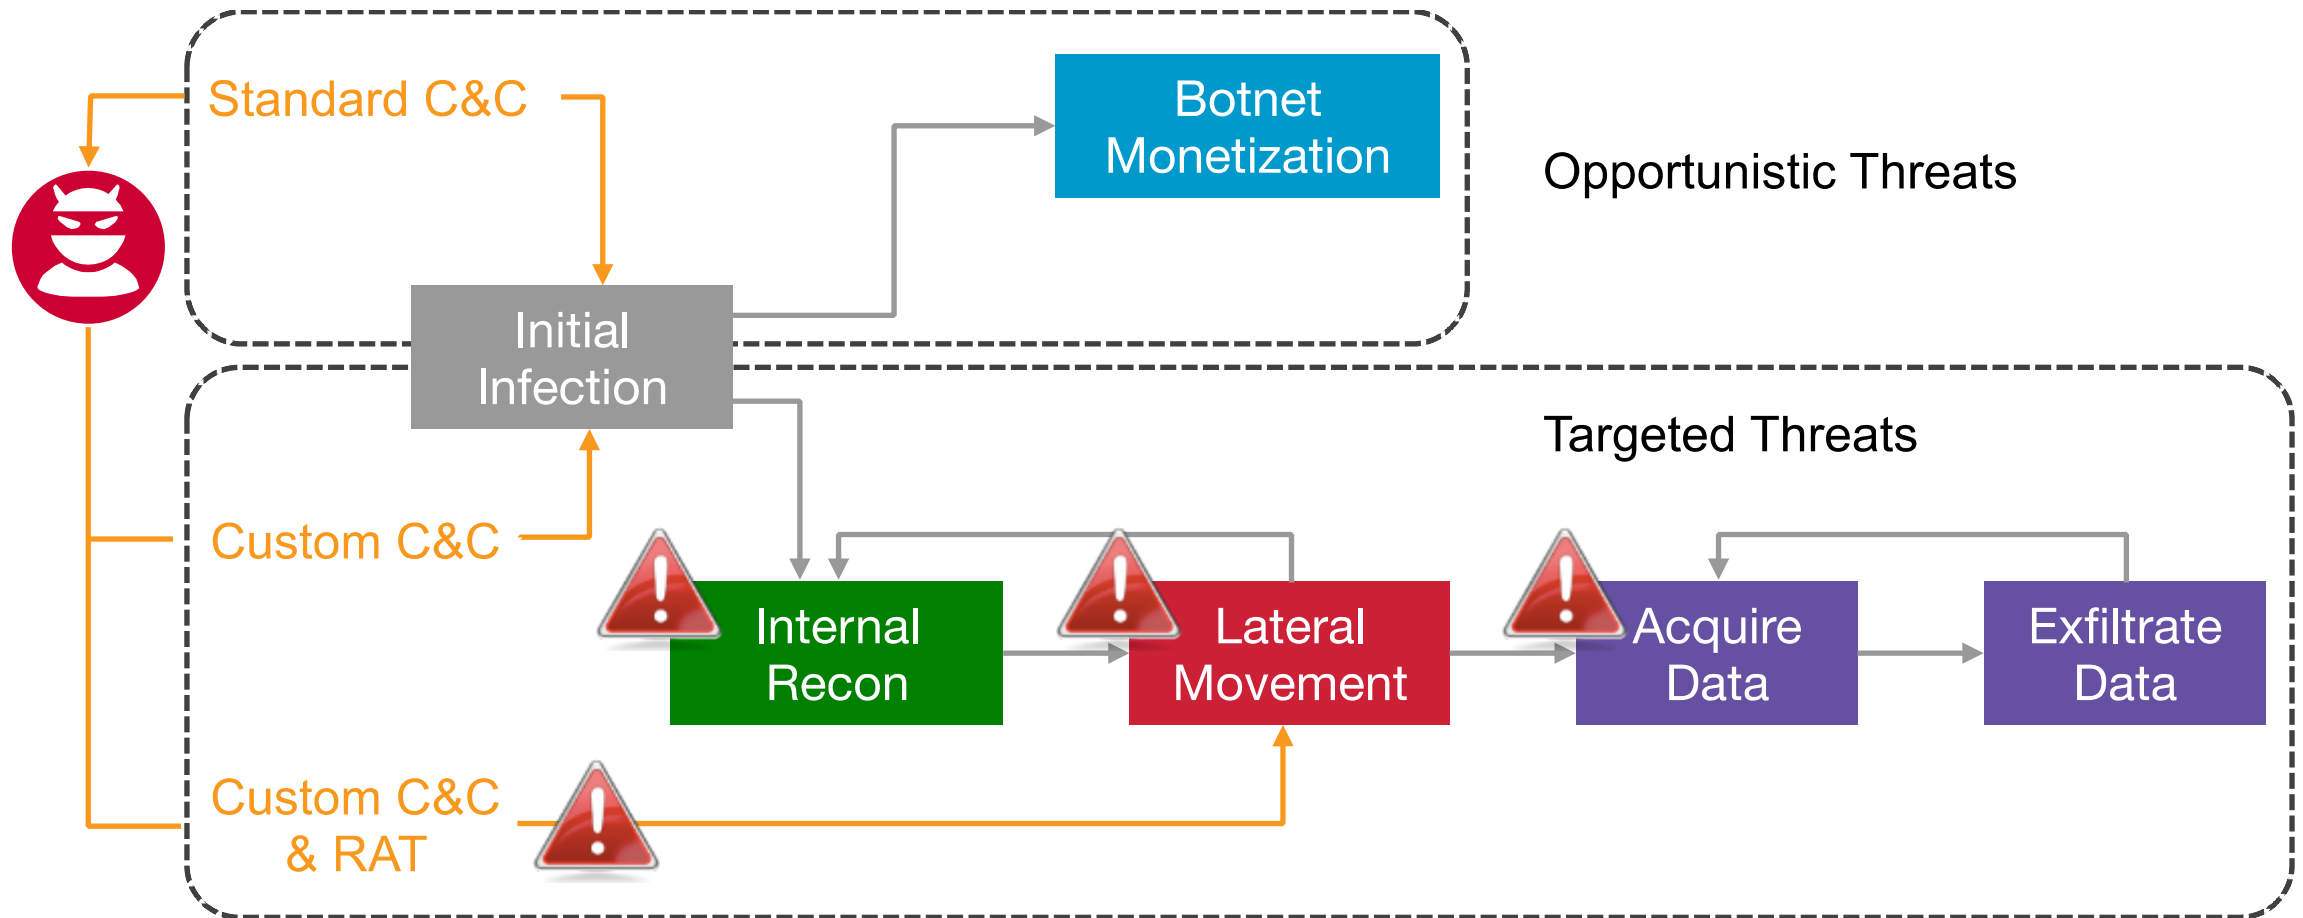 Standard C&C
Botnet
Monetization
Opportunistic Threats
Initial
Infection
Targeted Threats
Custom C&C
Internal
Recon
Lateral
Movement
Acquire
Data
Exfiltrate
Data
Custom C&C
& RAT